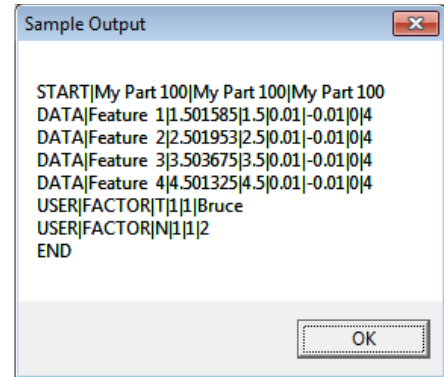 Sample Output
START|My Part 100|My Part 100|My Part 100
DATA|Feature 1|1.501585|1.5|0.01|-0.01|0|4
DATA|Feature 2|2.501953|2.5|0.01|-0.01|0|4
DATA|Feature 3|3.503675|3.5|0.01|-0.01|0|4
DATA|Feature 4|4.501325|4.5|0.01|-0.01|0|4
USER|FACTOR|T|1|1|Bruce
USER|FACTOR|N|1|1|2
END
OK